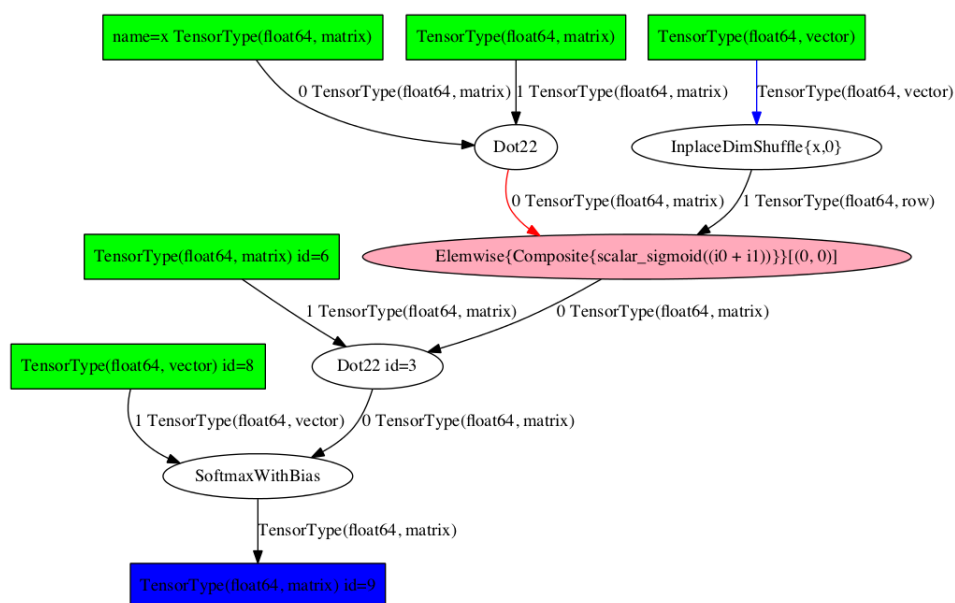 name=x TensorType(float64, matrix)
TensorType(float64, matrix)
TensorType(float64, vector)
0 TensorType(float64, matrix)
1 TensorType(float64, matrix)
TensorType(float64, vector)
Dot22
InplaceDimShuffle{x,0}
0 TensorType(float64, matrix)
1 TensorType(float64, row)
TensorType(float64, matrix) id=6
Elemwise{Composite{scalar_sigmoid((i0 + i1))}}[(0, 0)]
1 TensorType(float64, matrix)
0 TensorType(float64, matrix)
TensorType(float64, vector) id=8
Dot22 id=3
1 TensorType(float64, vector)
0 TensorType(float64, matrix)
SoftmaxWithBias
TensorType(float64, matrix)
TensorType(float64, matrix) id=9